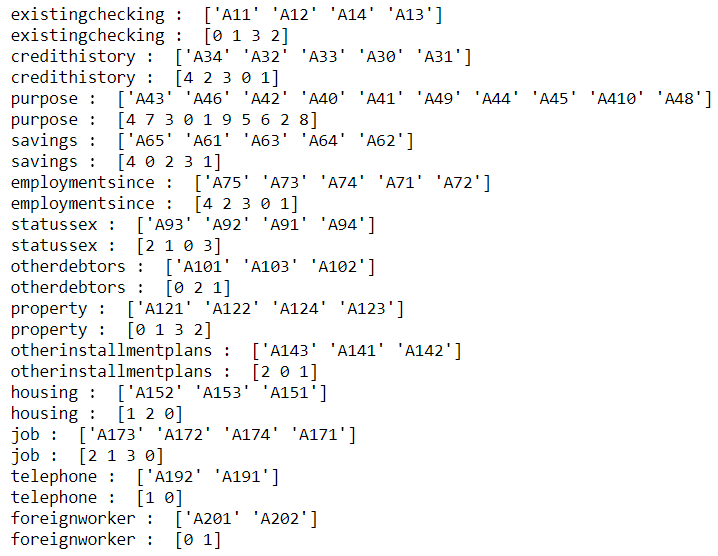 existingchecking :  ['A11' 'A12' 'A14' 'A13']
existingchecking :  [0 1 3 2]
credithistory :  ['A34' 'A32' 'A33' 'A30' 'A31']
credithistory :  [4 2 3 0 1]
purpose :  ['A43' 'A46' 'A42' 'A40' 'A41' 'A49' 'A44' 'A45' 'A410' 'A48']
purpose :  [4 7 3 0 1 9 5 6 2 8]
savings :  ['A65' 'A61' 'A63' 'A64' 'A62']
savings :  [4 0 2 3 1]
employmentsince :  ['A75' 'A73' 'A74' 'A71' 'A72']
employmentsince :  [4 2 3 0 1]
statussex :  ['A93' 'A92' 'A91' 'A94']
statussex :  [2 1 0 3]
otherdebtors :  ['A101' 'A103' 'A102']
otherdebtors :  [0 2 1]
property :  ['A121' 'A122' 'A124' 'A123']
property :  [0 1 3 2]
otherinstallmentplans :  ['A143' 'A141' 'A142']
otherinstallmentplans :  [2 0 1]
housing :  ['A152' 'A153' 'A151']
housing :  [1 2 0]
job :  ['A173' 'A172' 'A174' 'A171']
job :  [2 1 3 0]
telephone :  ['A192' 'A191']
telephone :  [1 0]
foreignworker :  ['A201' 'A202']
foreignworker :  [0 1]